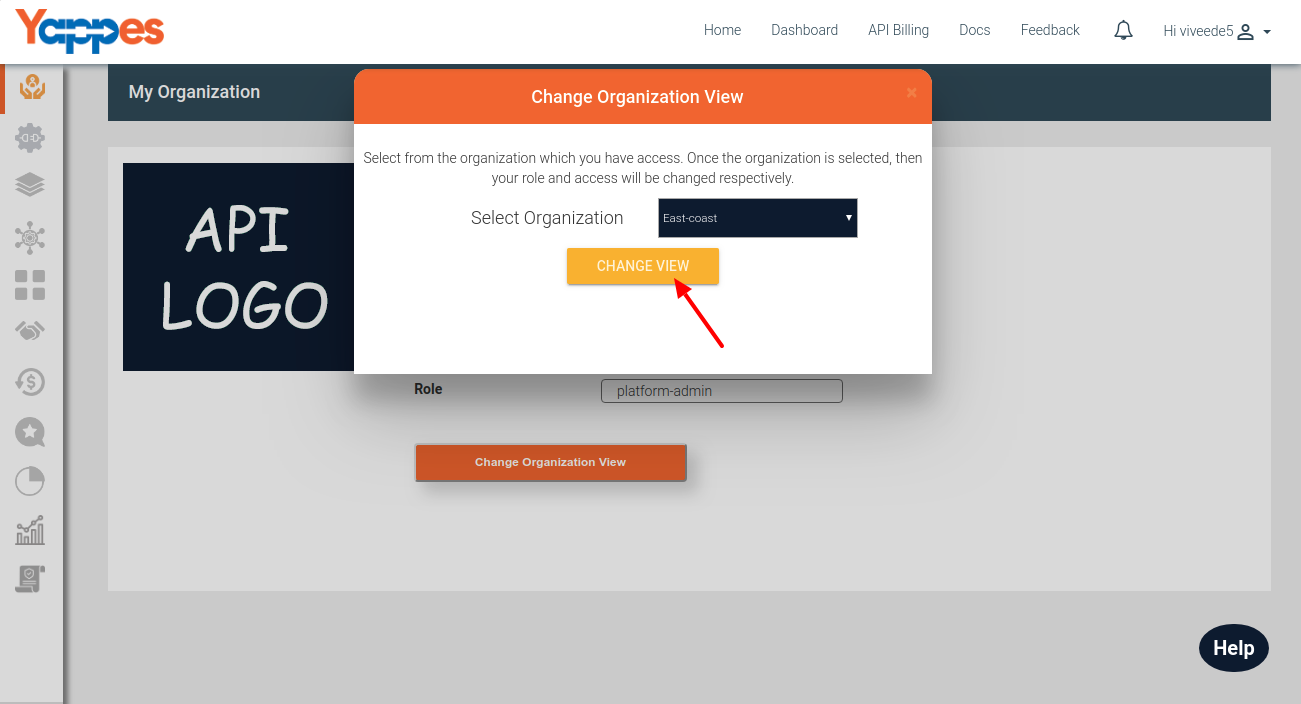 Yappes
Home
Dashboard
API Billing
Docs
Feedback
Hi viveede5
My Organization
Change Organization View
×
Select from the organization which you have access. Once the organization is selected, then
your role and access will be changed respectively.
Select Organization
East-coast
CHANGE VIEW
API
LOGO
Role
platform-admin
Change Organization View
Help